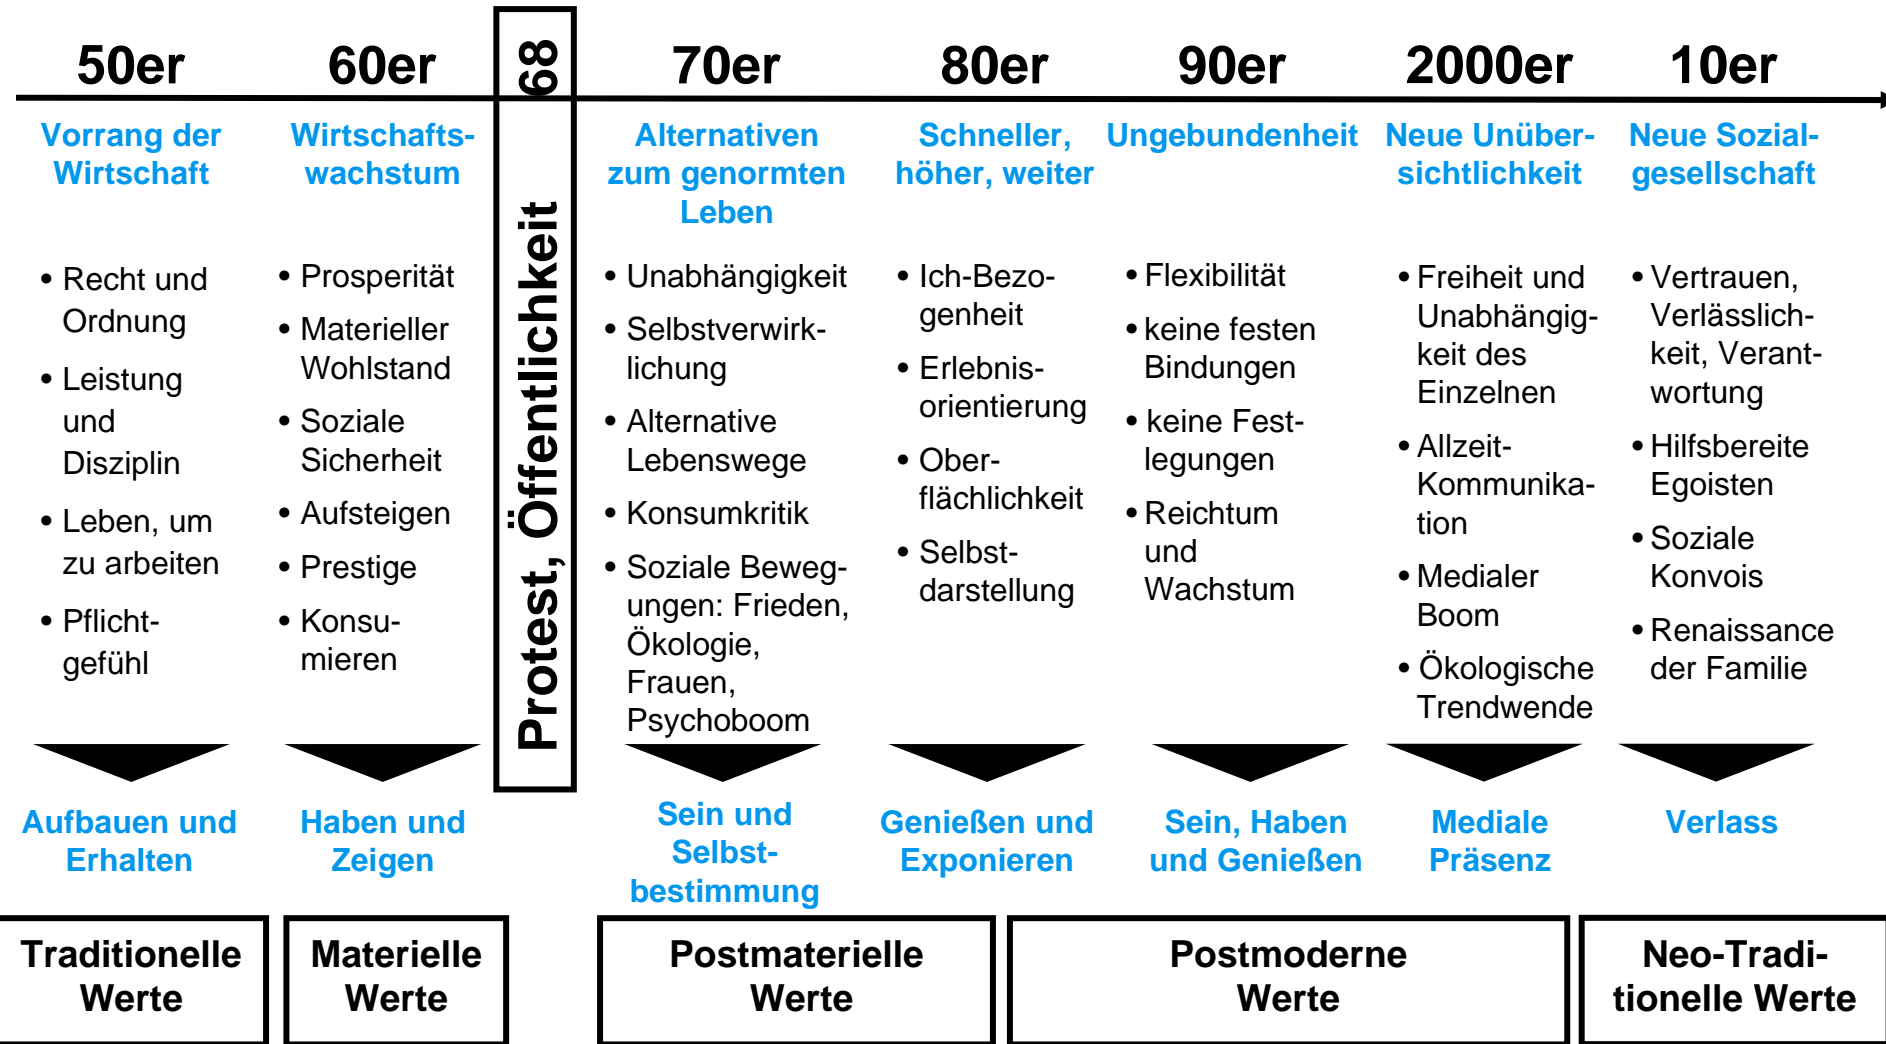 50er
60er
68
70er
80er
90er
2000er
10er
Protest, Öffentlichkeit
Vorrang der
Wirtschaft
• Recht und
Ordnung
• Leistung
und
Disziplin
• Leben, um
zu arbeiten
• Pflicht-
gefühl
Aufbauen und
Erhalten
Wirtschafts-
wachstum
• Prosperität
• Materieller
Wohlstand
• Soziale
Sicherheit
• Aufsteigen
• Prestige
• Konsu-
mieren
Haben und
Zeigen
Alternativen
zum genormten
Leben
• Unabhängigkeit
• Selbstverwirk-
lichung
• Alternative
Lebenswege
• Konsumkritik
• Soziale Beweg-
ungen: Frieden,
Ökologie,
Frauen,
Psychoboom
Sein und
Selbst-
bestimmung
Schneller,
höher, weiter
• Ich-Bezo-
genheit
• Erlebnis-
orientierung
• Ober-
flächlichkeit
• Selbst-
darstellung
Genießen und
Exponieren
Ungebundenheit
• Flexibilität
• keine festen
Bindungen
• keine Fest-
legungen
• Reichtum
und
Wachstum
Sein, Haben
und Genießen
Neue Unüber-
sichtlichkeit
• Freiheit und
Unabhängig-
keit des
Einzelnen
• Allzeit-
Kommunika-
tion
• Medialer
Boom
• Ökologische
Trendwende
Mediale
Präsenz
Neue Sozial-
gesellschaft
• Vertrauen,
Verlässlich-
keit, Verant-
wortung
• Hilfsbereite
Egoisten
• Soziale
Konvois
• Renaissance
der Familie
Verlass
Traditionelle
Werte
Materielle
Werte
Postmaterielle
Werte
Postmoderne
Werte
Neo-Tradi-
tionelle Werte